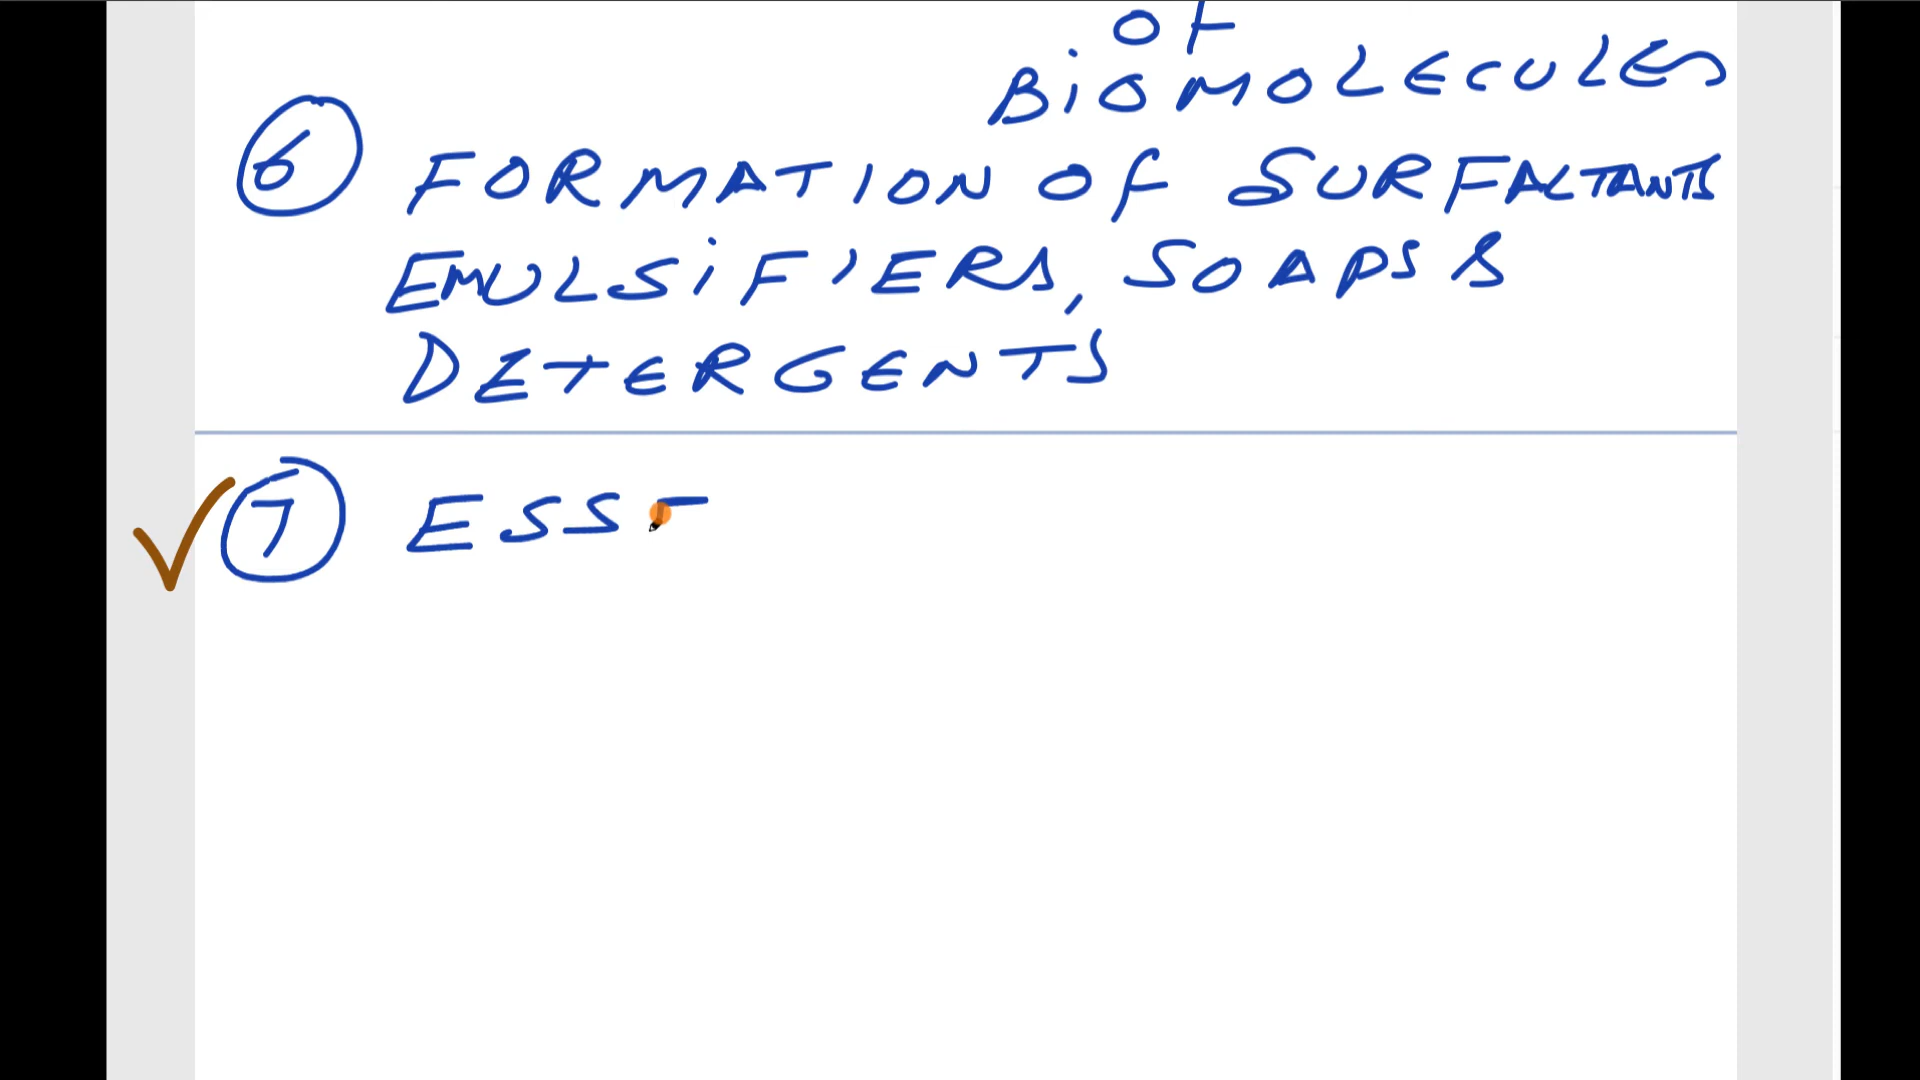 OF
BIOMOLECULES
6 FORMATION OF SURFACTANTS
EMULSIFIERS, SOAPS &
DETERGENTS
7 ESS